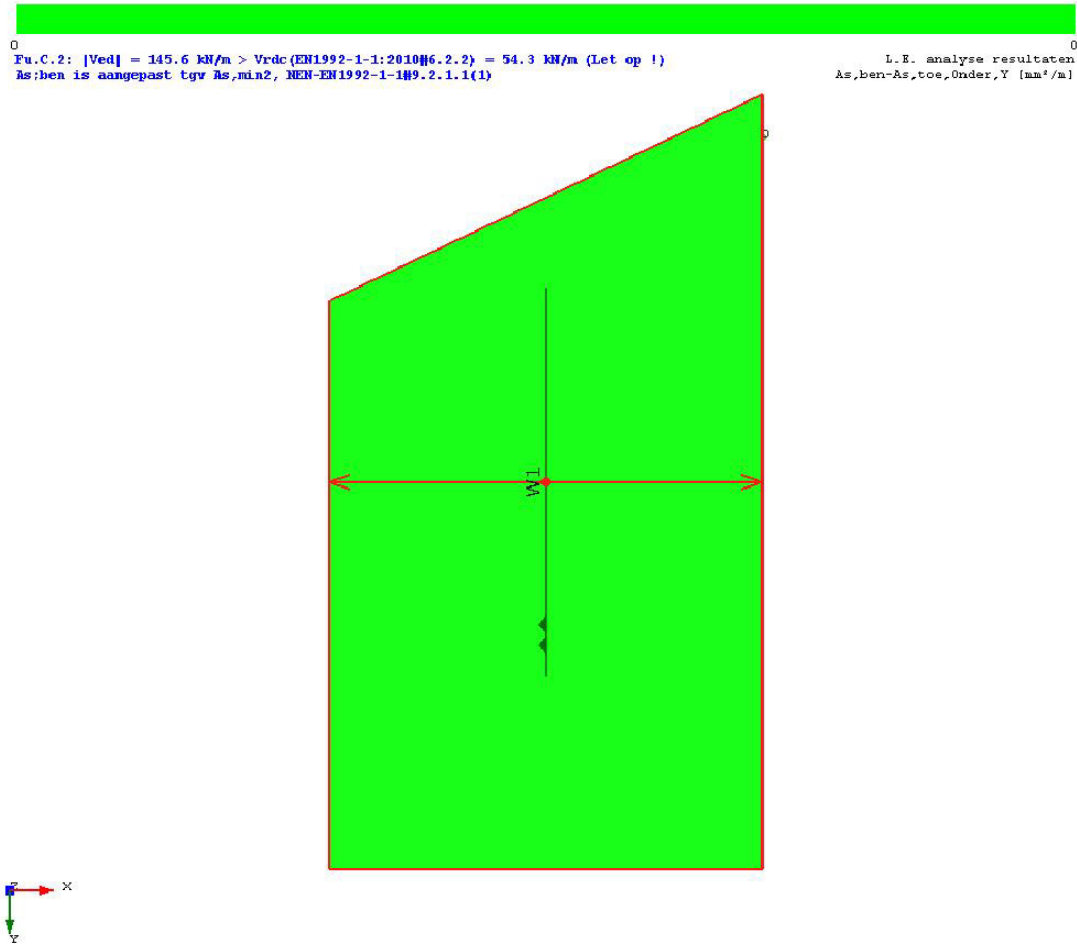 0 0
Fu.C.2: |Ved| = 145.6 kN/m > Vrdc(EN1992-1-1:2010#6.2.2) = 54.3 kN/m (Let op !)
L.E. analyse resultaten
As;ben is aangepast tgv As,min2, NEN-EN1992-1-1#9.2.1.1(1)
As,ben-As,toe,Onder,Y [mm²/m]
0
W1
Z
X
Y